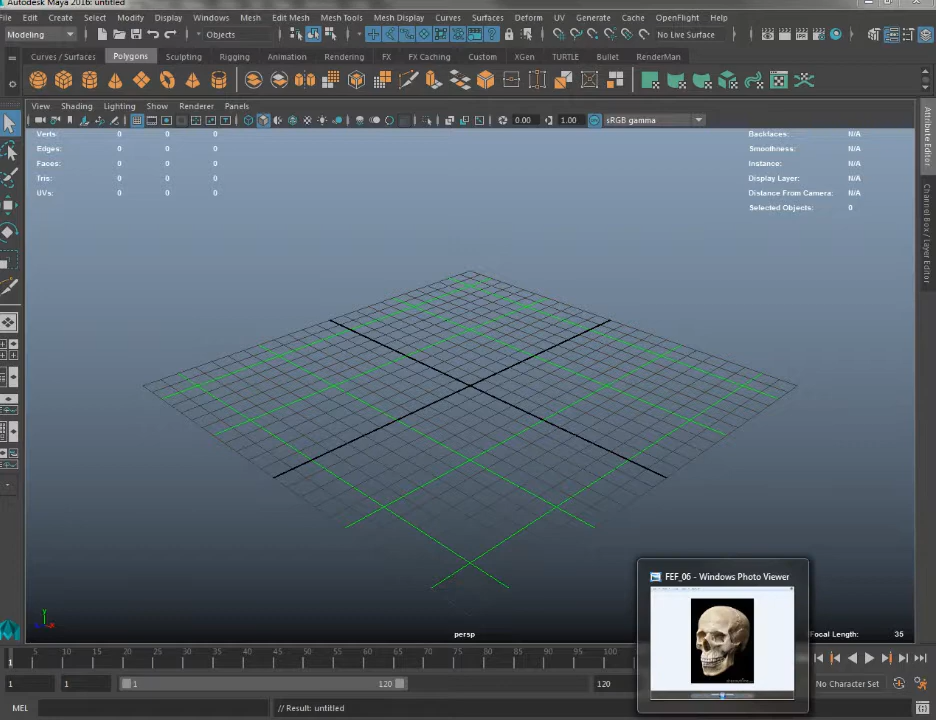 Autodesk Maya 2016: untitled
File Edit Create Select Modify Display Windows Mesh Edit Mesh Mesh Tools Mesh Display Curves Surfaces Deform UV Generate Cache OpenFlight Help
Modeling Objects No Live Surface
Curves / Surfaces Polygons Sculpting Rigging Animation Rendering FX FX Caching Custom XGen TURTLE Bullet RenderMan
View Shading Lighting Show Renderer Panels
0.00 1.00 sRGB gamma
Verts: 0 0 0
Edges: 0 0 0
Faces: 0 0 0
Tris: 0 0 0
UVs: 0 0 0
Backfaces: N/A
Smoothness: N/A
Instance: N/A
Display Layer: N/A
Distance From Camera: N/A
Selected Objects: 0
Attribute Editor
Channel Box / Layer Editor
FEF_06 - Windows Photo Viewer
y
x
persp
Focal Length: 35
5 10 15 20 25 30 35 40 45 50 55 60 65 70 75 80 85 90 95 100
1
1 1 1 120 120 No Character Set
MEL // Result: untitled